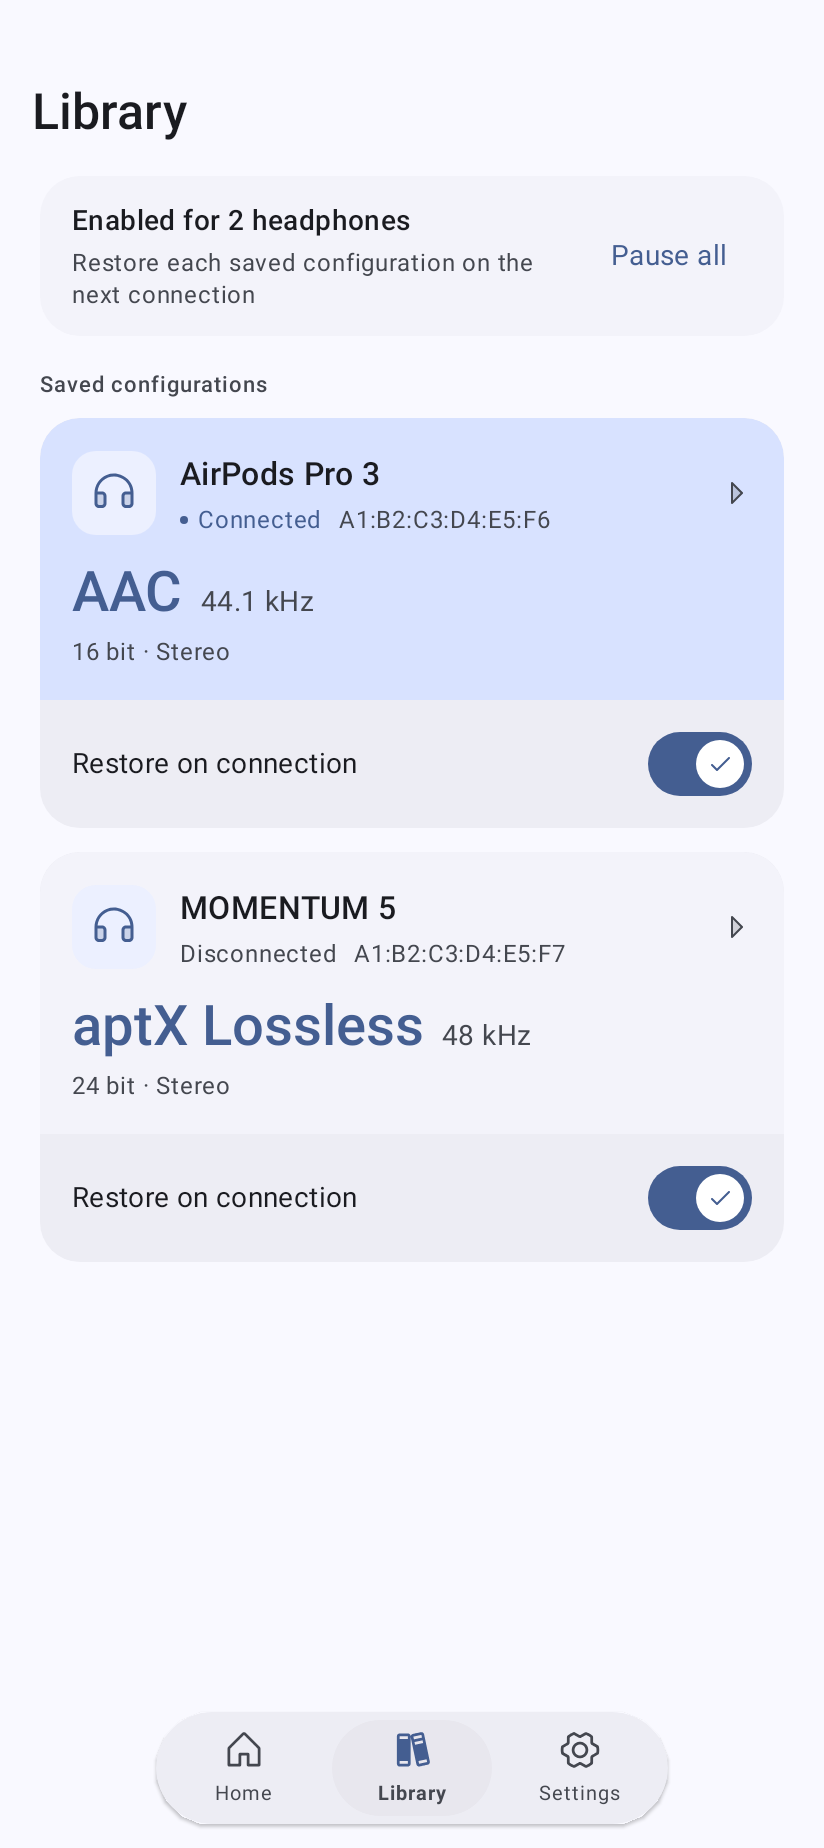 Library
Enabled for 2 headphones
Restore each saved configuration on the
next connection
Pause all
Saved configurations
AirPods Pro 3
• Connected A1:B2:C3:D4:E5:F6
AAC 44.1 kHz
16 bit · Stereo
Restore on connection
MOMENTUM 5
Disconnected A1:B2:C3:D4:E5:F7
aptX Lossless 48 kHz
24 bit · Stereo
Restore on connection
Home Library Settings